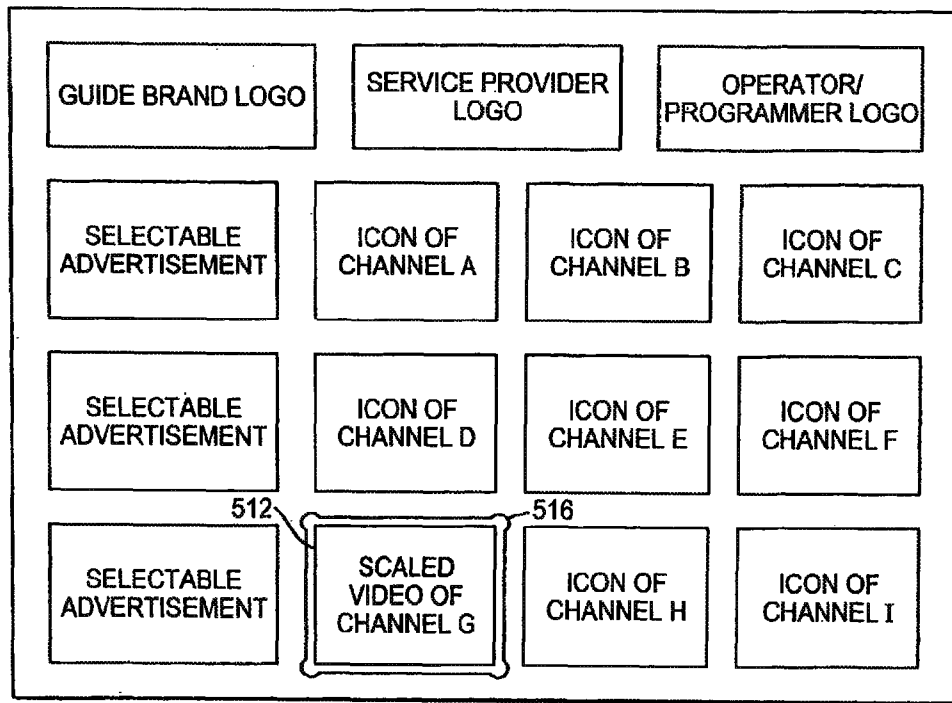 GUIDE BRAND LOGO
SERVICE PROVIDER
LOGO
OPERATOR/
PROGRAMMER LOGO
SELECTABLE
ADVERTISEMENT
ICON OF
CHANNEL A
ICON OF
CHANNEL B
ICON OF
CHANNEL C
SELECTABLE
ADVERTISEMENT
ICON OF
CHANNEL D
ICON OF
CHANNEL E
ICON OF
CHANNEL F
512
516
SELECTABLE
ADVERTISEMENT
SCALED
VIDEO OF
CHANNEL G
ICON OF
CHANNEL H
ICON OF
CHANNEL I